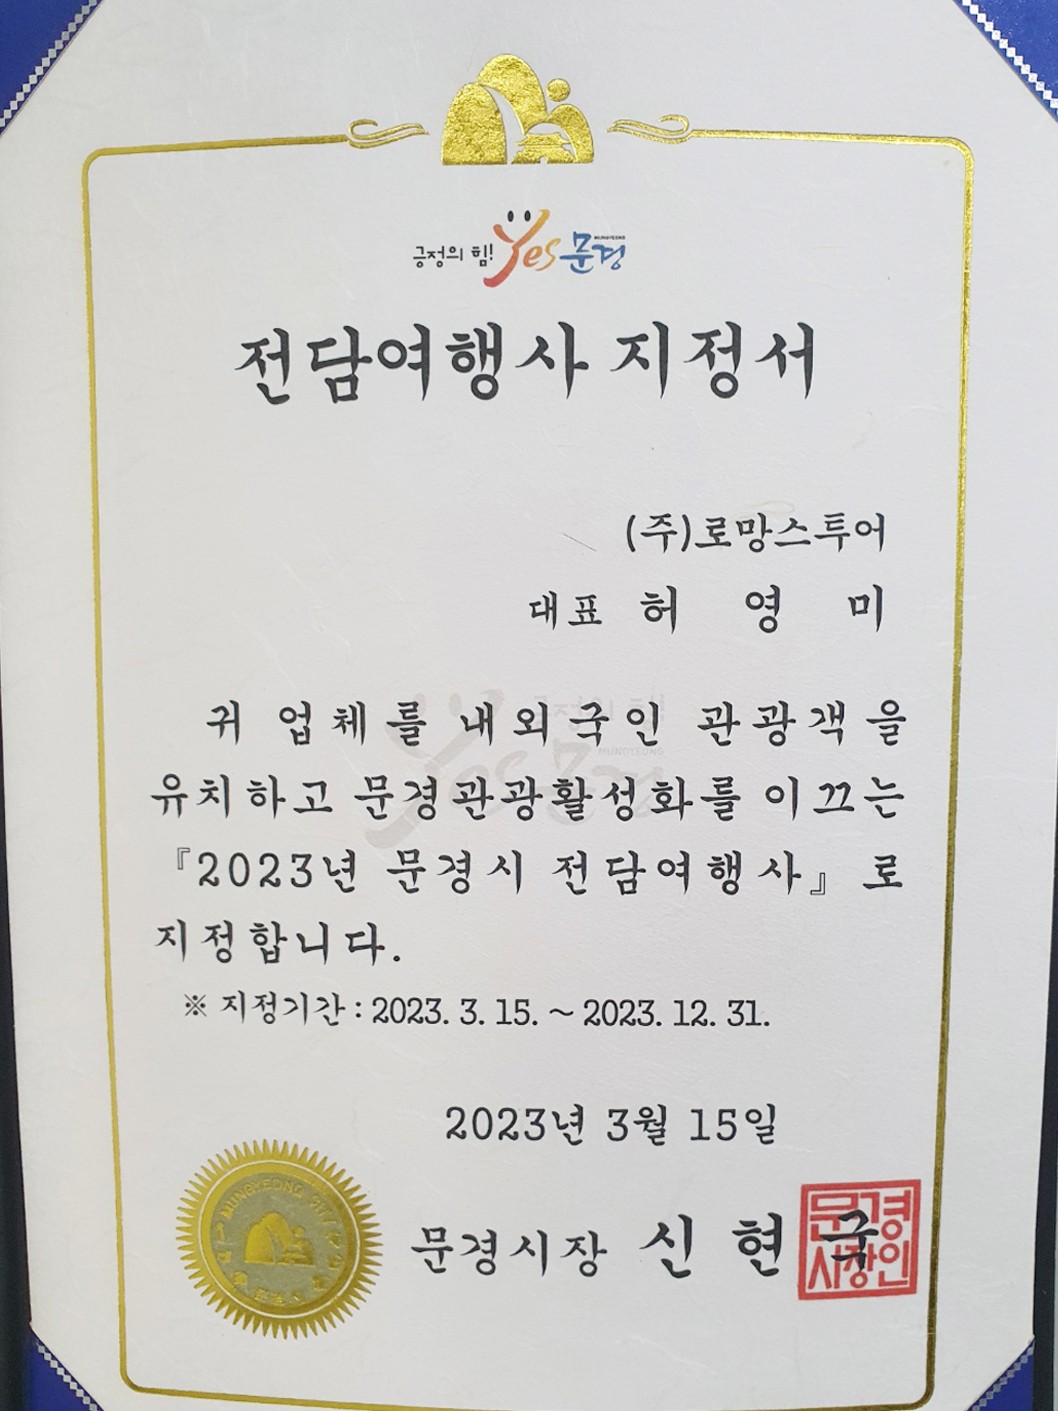 긍정의 힘! Yes 문경
MUNGYEONG
전담여행사 지정서
(주)로망스투어
대표 허 영 미
귀 업체를 내외국인 관광객을
유치하고 문경관광활성화를 이끄는
『2023년 문경시 전담여행사』로
지정합니다.
※ 지정기간 : 2023. 3. 15. ~ 2023. 12. 31.
2023년 3월 15일
MUNGYEONG CITY
문경시장 신 현 국
문경
시장인